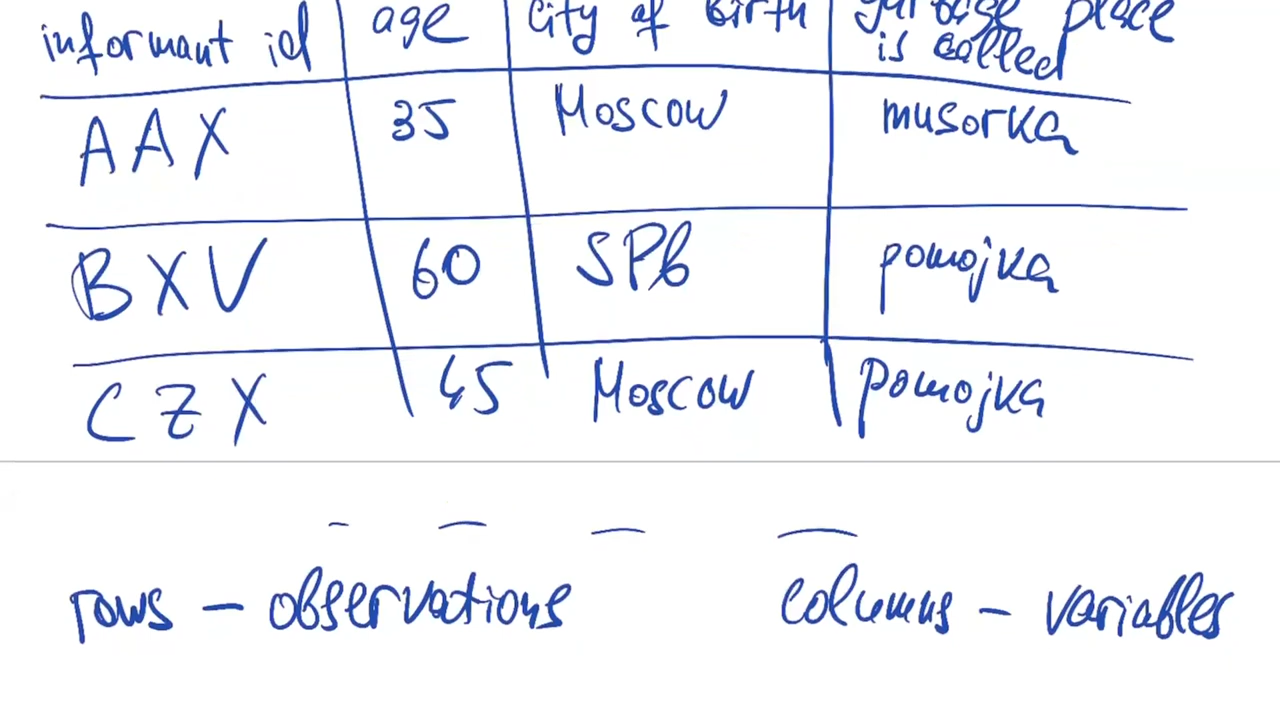 informant id age City of Birth garbage place
is called
AAX 35 Moscow musorka
BXV 60 SPb pomojka
CZX 45 Moscow pomojka
rows – observations columns – variables